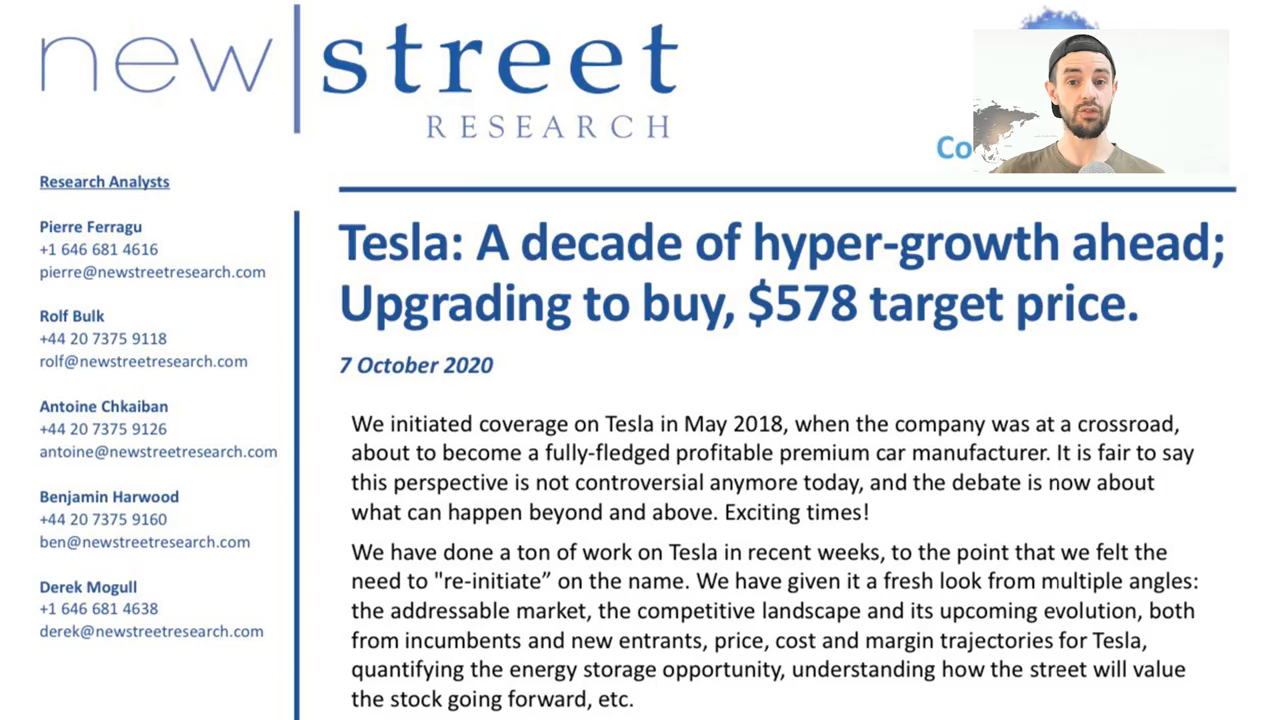 new street
RESEARCH
Research Analysts
Pierre Ferragu
+1 646 681 4616
pierre@newstreetresearch.com
Rolf Bulk
+44 20 7375 9118
rolf@newstreetresearch.com
Antoine Chkaiban
+44 20 7375 9126
antoine@newstreetresearch.com
Benjamin Harwood
+44 20 7375 9160
ben@newstreetresearch.com
Derek Mogull
+1 646 681 4638
derek@newstreetresearch.com
Tesla: A decade of hyper-growth ahead;
Upgrading to buy, $578 target price.
7 October 2020
We initiated coverage on Tesla in May 2018, when the company was at a crossroad,
about to become a fully-fledged profitable premium car manufacturer. It is fair to say
this perspective is not controversial anymore today, and the debate is now about
what can happen beyond and above. Exciting times!
We have done a ton of work on Tesla in recent weeks, to the point that we felt the
need to "re-initiate” on the name. We have given it a fresh look from multiple angles:
the addressable market, the competitive landscape and its upcoming evolution, both
from incumbents and new entrants, price, cost and margin trajectories for Tesla,
quantifying the energy storage opportunity, understanding how the street will value
the stock going forward, etc.